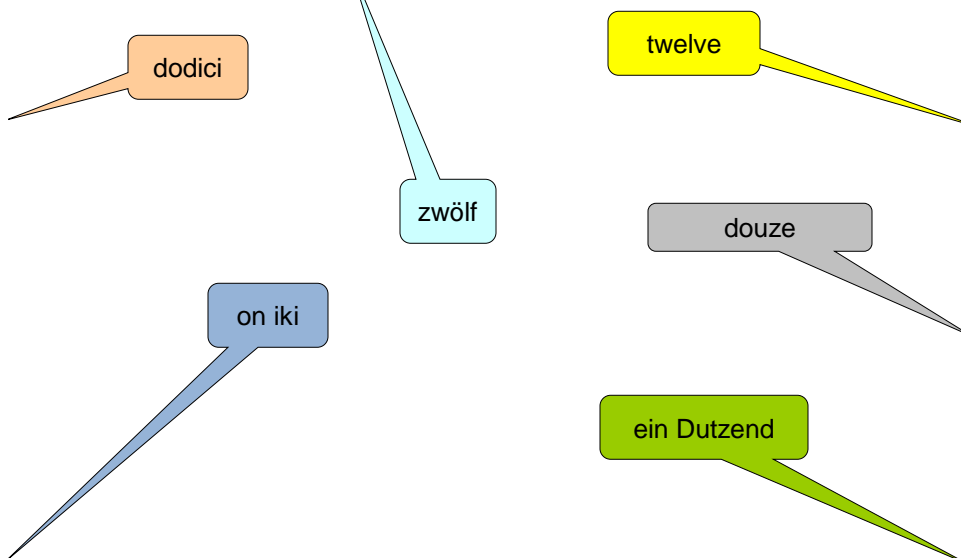 twelve
dodici
zwölf
douze
on iki
ein Dutzend